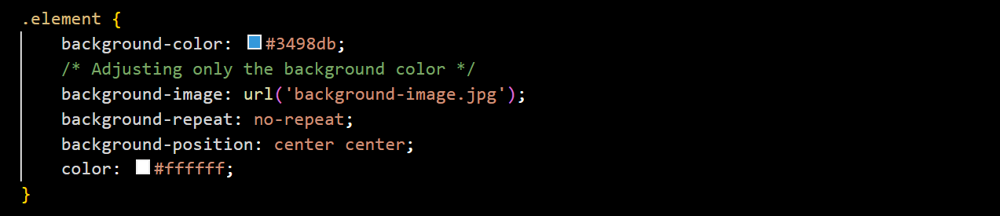 .element {
    background-color: #3498db;
    /* Adjusting only the background color */
    background-image: url('background-image.jpg');
    background-repeat: no-repeat;
    background-position: center center;
    color: #ffffff;
}